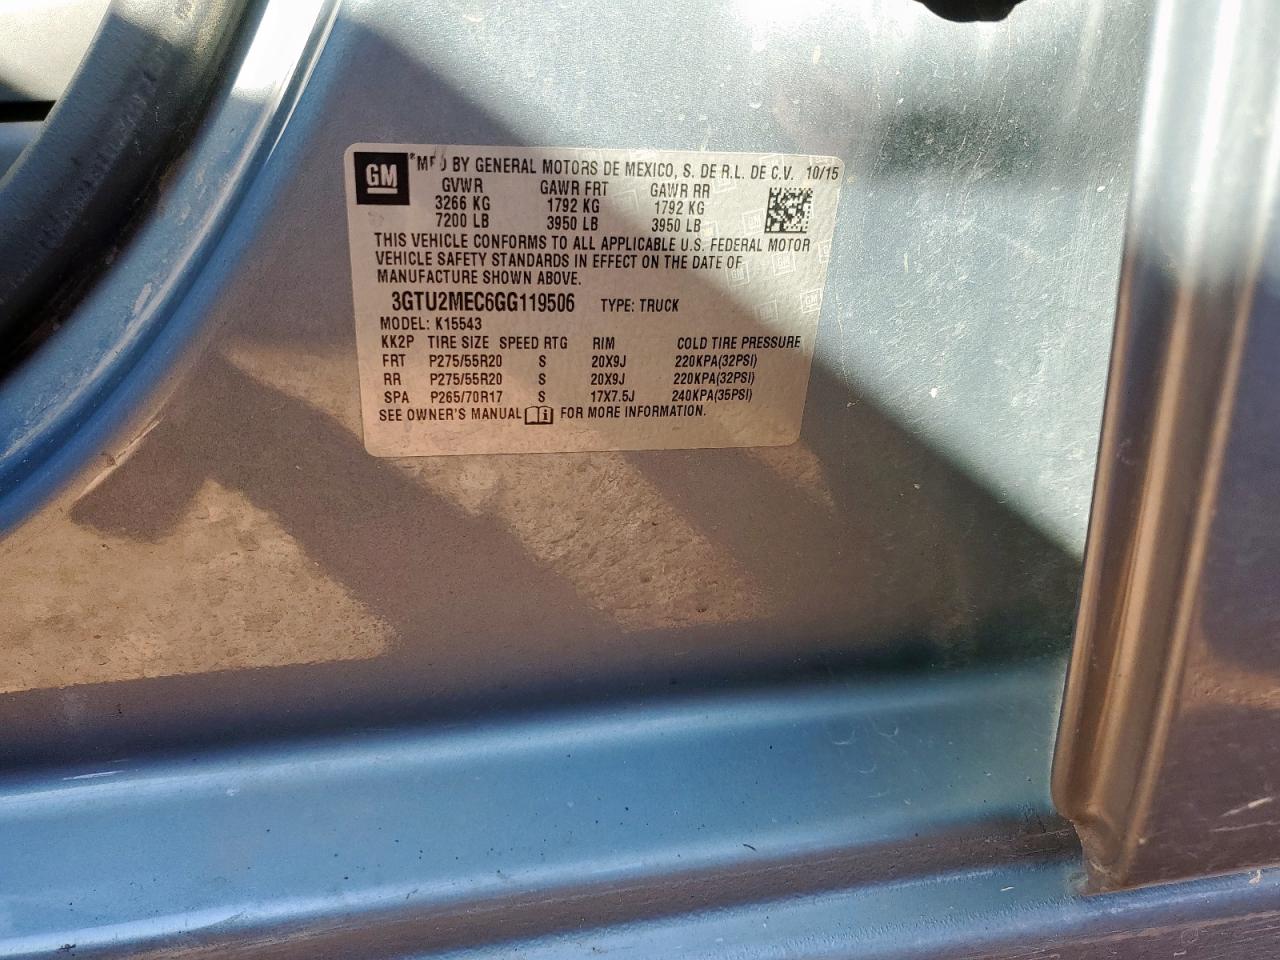 GM *MFD BY GENERAL MOTORS DE MEXICO, S. DE R.L. DE C.V. 10/15
GVWR GAWR FRT GAWR RR
3266 KG 1792 KG 1792 KG
7200 LB 3950 LB 3950 LB
THIS VEHICLE CONFORMS TO ALL APPLICABLE U.S. FEDERAL MOTOR
VEHICLE SAFETY STANDARDS IN EFFECT ON THE DATE OF
MANUFACTURE SHOWN ABOVE.
3GTU2MEC6GG119506 TYPE: TRUCK
MODEL: K15543
KK2P TIRE SIZE SPEED RTG RIM COLD TIRE PRESSURE
FRT P275/55R20 S 20X9J 220KPA(32PSI)
RR P275/55R20 S 20X9J 220KPA(32PSI)
SPA P265/70R17 S 17X7.5J 240KPA(35PSI)
SEE OWNER'S MANUAL FOR MORE INFORMATION.